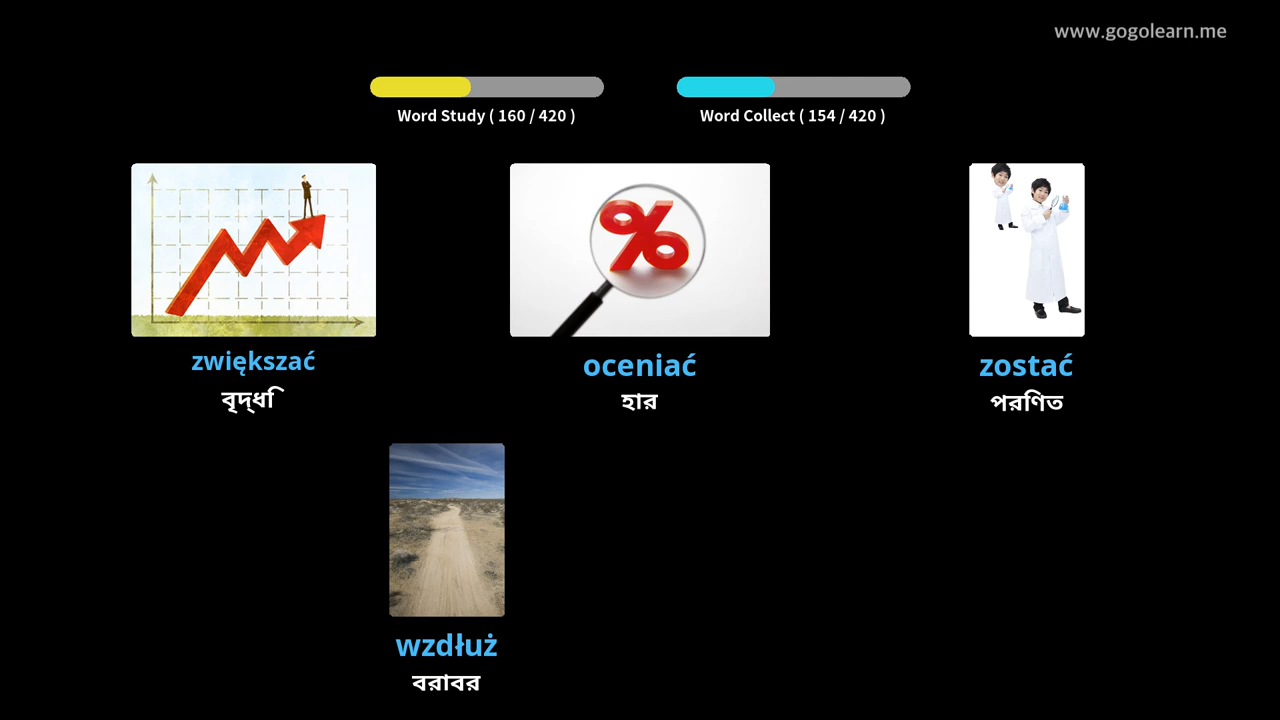 www.gogolearn.me
Word Study ( 160 / 420 )
Word Collect ( 154 / 420 )
zwiększać
বৃদ্ধি
oceniać
হার
zostać
পরিণত
wzdłuż
বরাবর